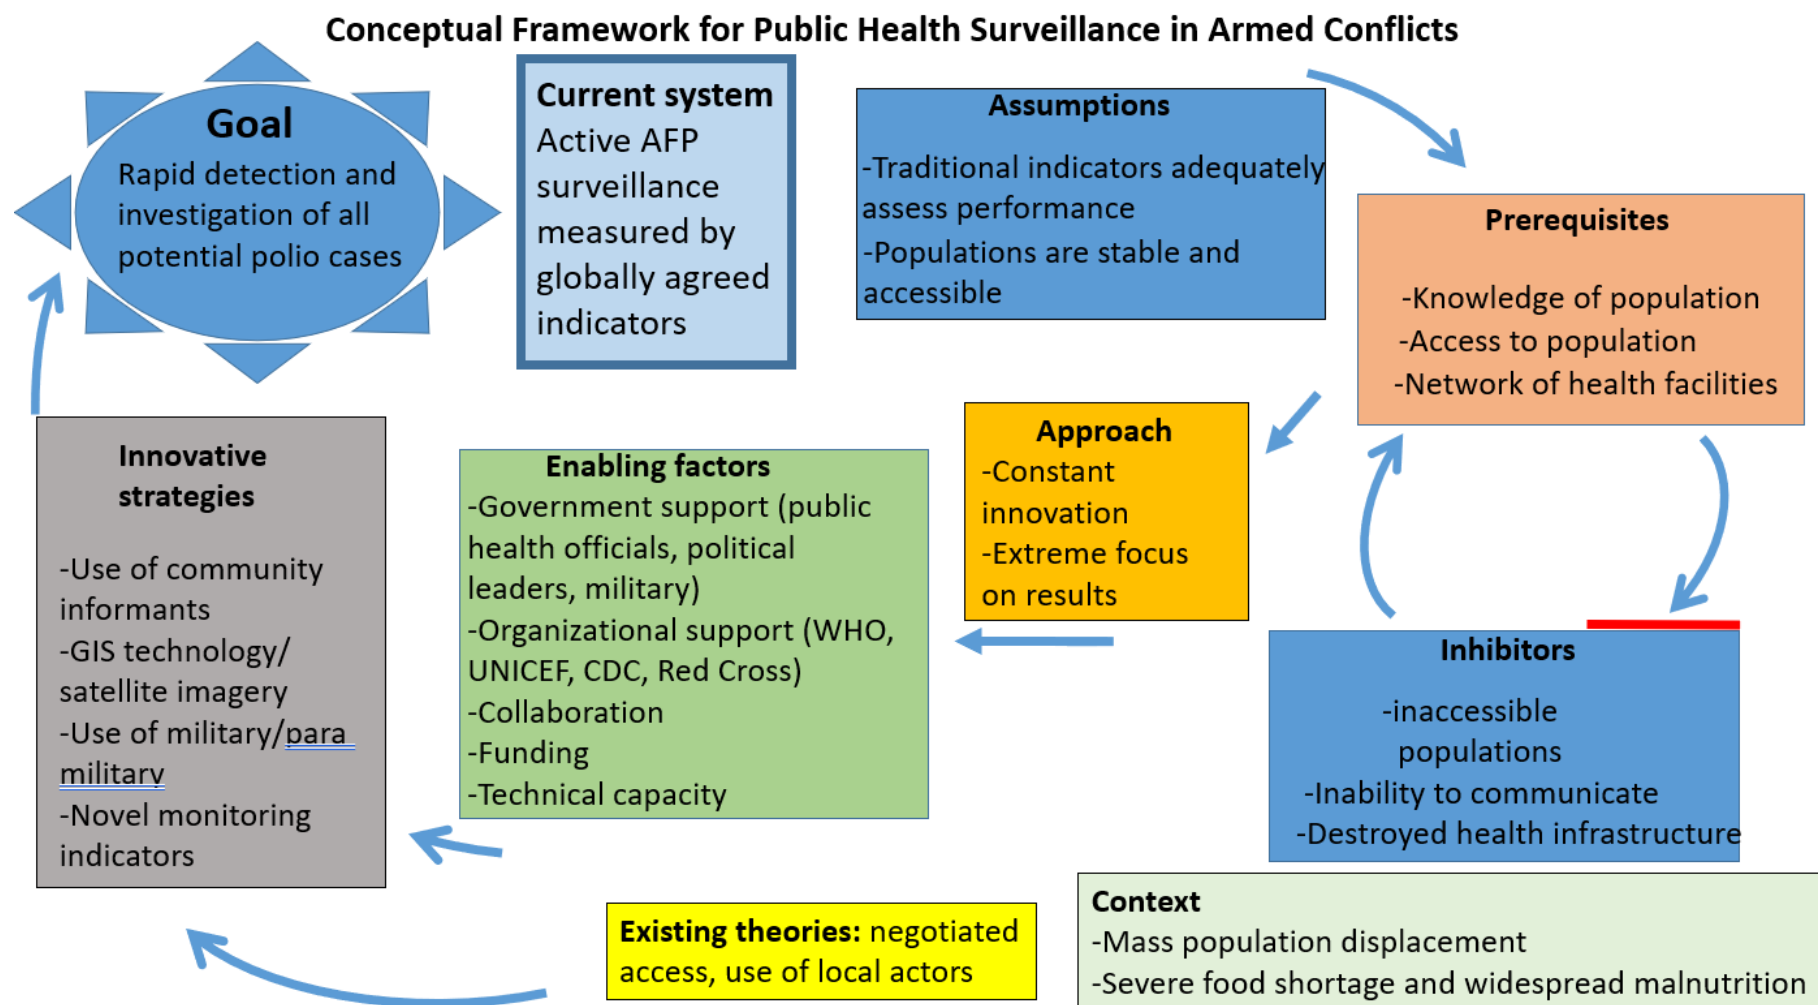 Conceptual Framework for Public Health Surveillance in Armed Conflicts
Goal
Rapid detection and
investigation of all
potential polio cases
Current system
Active AFP
surveillance
measured by
globally agreed
indicators
Assumptions
-Traditional indicators adequately
assess performance
-Populations are stable and
accessible
Prerequisites
-Knowledge of population
-Access to population
-Network of health facilities
Innovative
strategies
-Use of community
informants
-GIS technology/
satellite imagery
-Use of military/para
military
-Novel monitoring
indicators
Enabling factors
-Government support (public
health officials, political
leaders, military)
-Organizational support (WHO,
UNICEF, CDC, Red Cross)
-Collaboration
-Funding
-Technical capacity
Approach
-Constant
innovation
-Extreme focus
on results
Inhibitors
-inaccessible
populations
-Inability to communicate
-Destroyed health infrastructure
Existing theories: negotiated
access, use of local actors
Context
-Mass population displacement
-Severe food shortage and widespread malnutrition